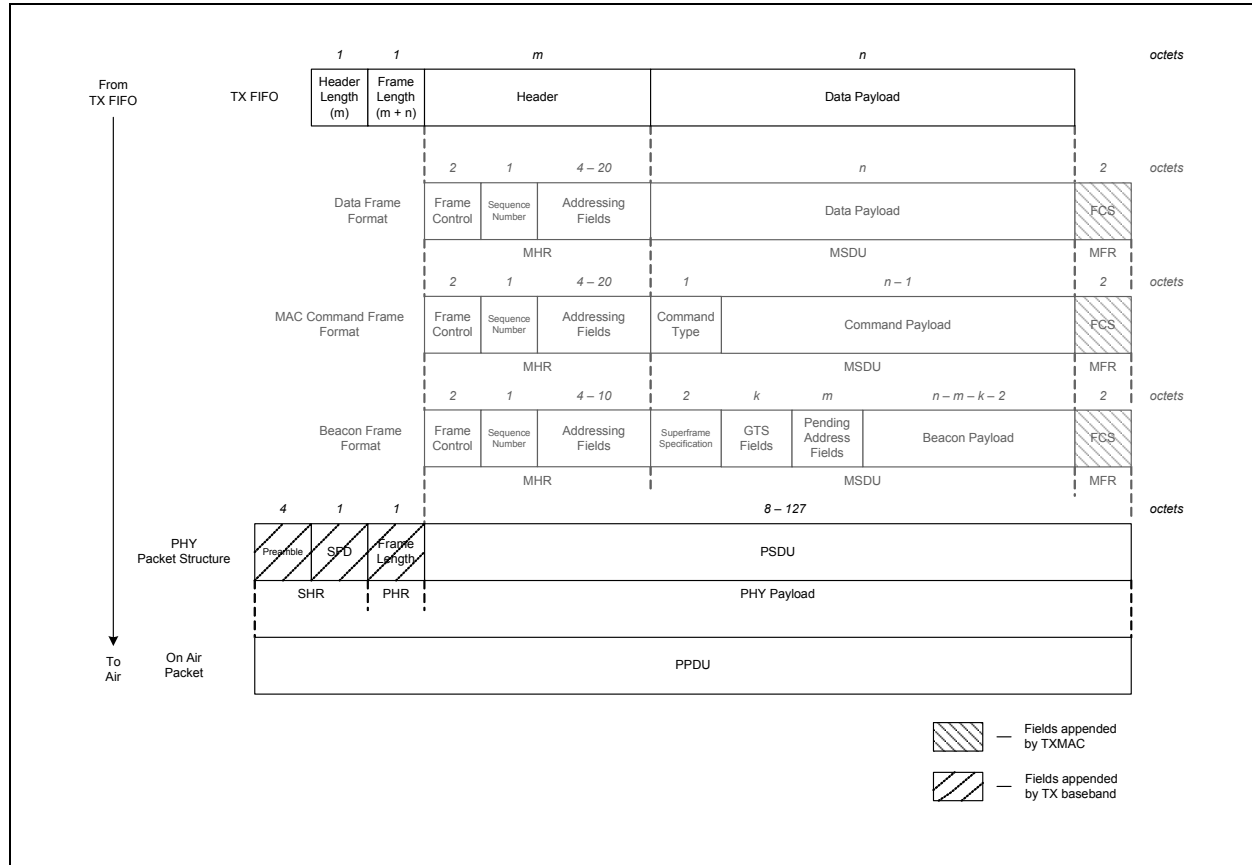 1 1 m n octets
From
TX FIFO
TX FIFO
Header
Length
(m)
Frame
Length
(m + n)
Header
Data Payload
2 1 4 – 20 n 2 octets
Data Frame
Format
Frame
Control
Sequence
Number
Addressing
Fields
Data Payload
FCS
MHR MSDU MFR
2 1 4 – 20 1 n – 1 2 octets
MAC Command Frame
Format
Frame
Control
Sequence
Number
Addressing
Fields
Command
Type
Command Payload
FCS
MHR MSDU MFR
2 1 4 – 10 2 k m n – m – k – 2 2 octets
Beacon Frame
Format
Frame
Control
Sequence
Number
Addressing
Fields
Superframe
Specification
GTS
Fields
Pending
Address
Fields
Beacon Payload
FCS
MHR MSDU MFR
4 1 1 8 – 127 octets
PHY
Packet Structure
Preamble
SFD
Frame
Length
PSDU
SHR PHR PHY Payload
To
Air
On Air
Packet
PPDU
— Fields appended
by TXMAC
— Fields appended
by TX baseband